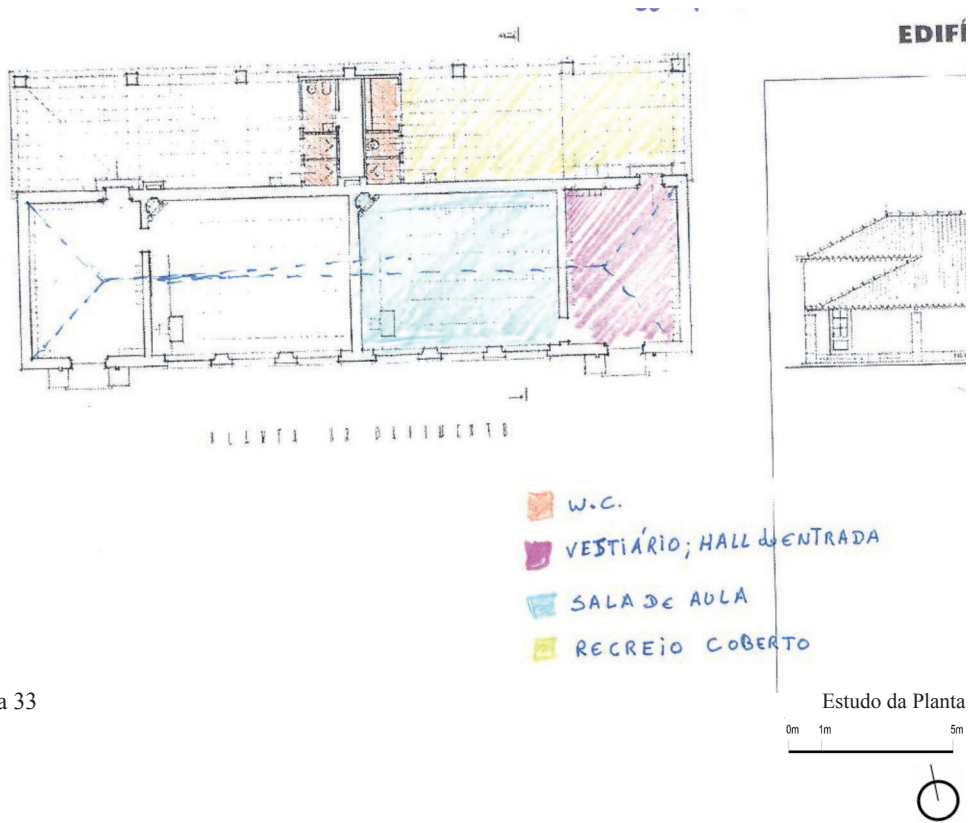 EDIFÍ
PLANTA DO PAVIMENTO
W.C.
VESTIÁRIO; HALL de ENTRADA
SALA DE AULA
RECREIO COBERTO
a 33
Estudo da Planta
0m 1m 5m